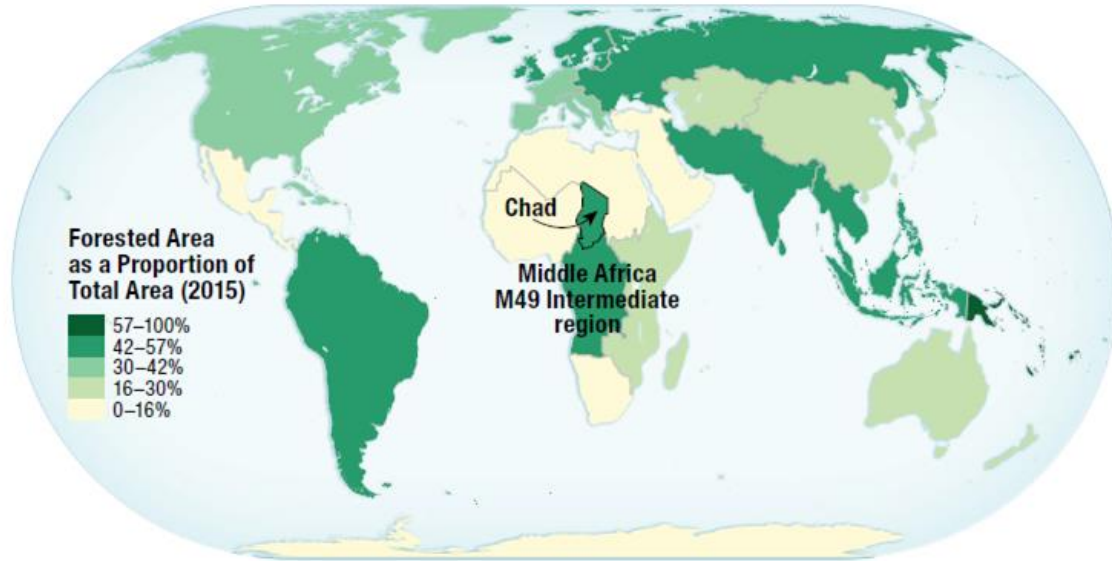 Chad
Forested Area
as a Proportion of
Total Area (2015)
57–100%
42–57%
30–42%
16–30%
0–16%
Middle Africa
M49 Intermediate
region